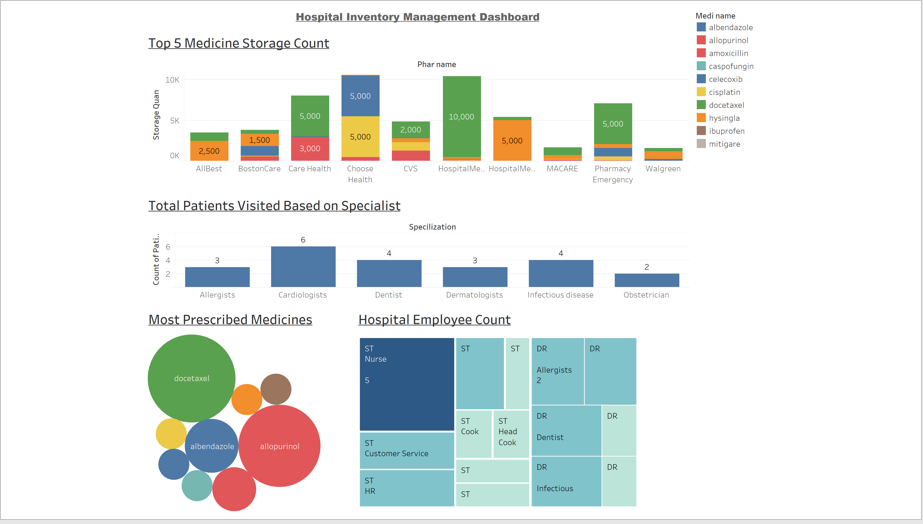 Hospital Inventory Management Dashboard
Medi name
albendazole
allopurinol
amoxicillin
caspofungin
celecoxib
cisplatin
docetaxel
hysingla
ibuprofen
mitigare
Top 5 Medicine Storage Count
Phar name
Storage Quan
10K
5K
0K
2,500
1,500
5,000
3,000
5,000
5,000
2,000
10,000
5,000
5,000
AllBest
BostonCare
Care Health
Choose
Health
CVS
HospitalMe..
HospitalMe..
MACARE
Pharmacy
Emergency
Walgreen
Total Patients Visited Based on Specialist
Specilization
Count of Pati..
6
4
2
3
6
4
3
4
2
Allergists
Cardiologists
Dentist
Dermatologists
Infectious disease
Obstetrician
Most Prescribed Medicines
docetaxel
albendazole
allopurinol
Hospital Employee Count
ST
Nurse
5
ST
Customer Service
ST
HR
ST
ST
ST
Cook
ST
Head
Cook
ST
ST
DR
Allergists
2
DR
DR
Dentist
DR
DR
Infectious
DR